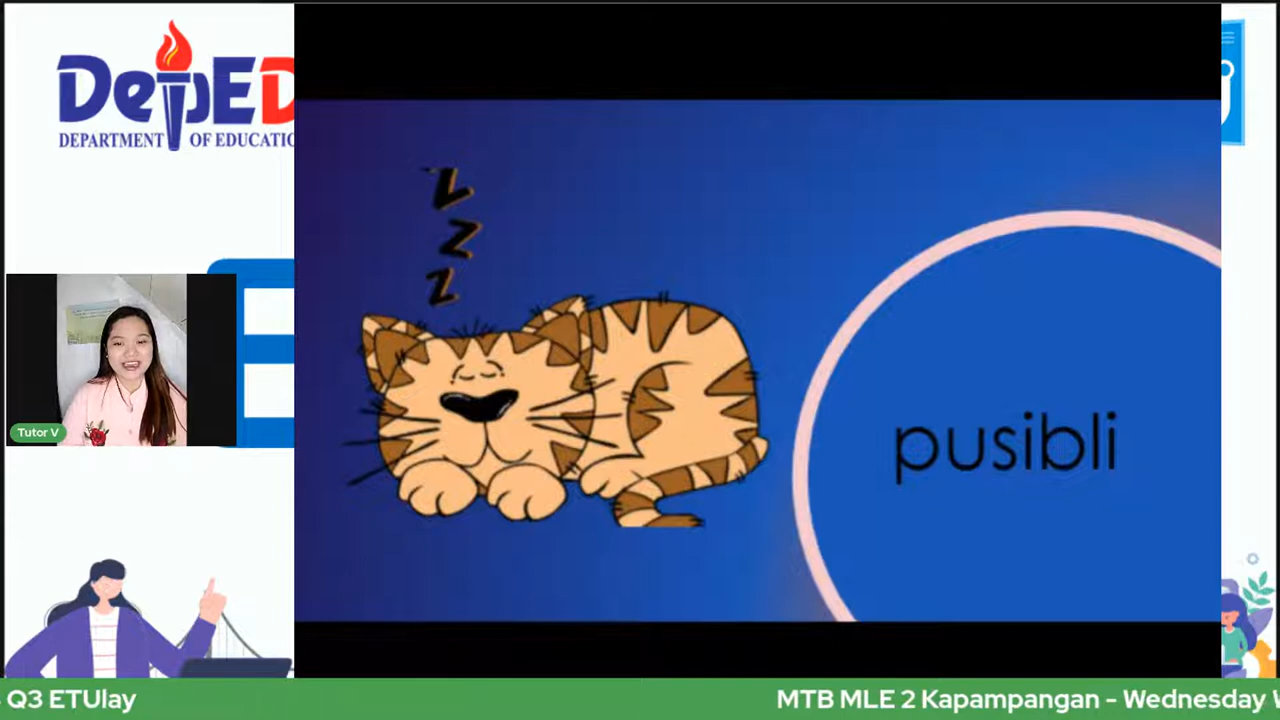 DepED
DEPARTMENT OF EDUCATIO
Z
Z
Z
Tutor V
pusibli
Q3 ETUlay
MTB MLE 2 Kapampangan - Wednesday W